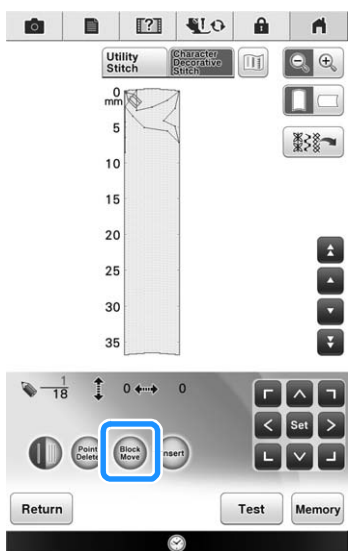 Utility
Stitch
Character
Decorative
Stitch
0
mm
5
10
15
20
25
30
35
1
18
0
0
Point
Delete
Block
Move
Insert
Set
Return
Test
Memory